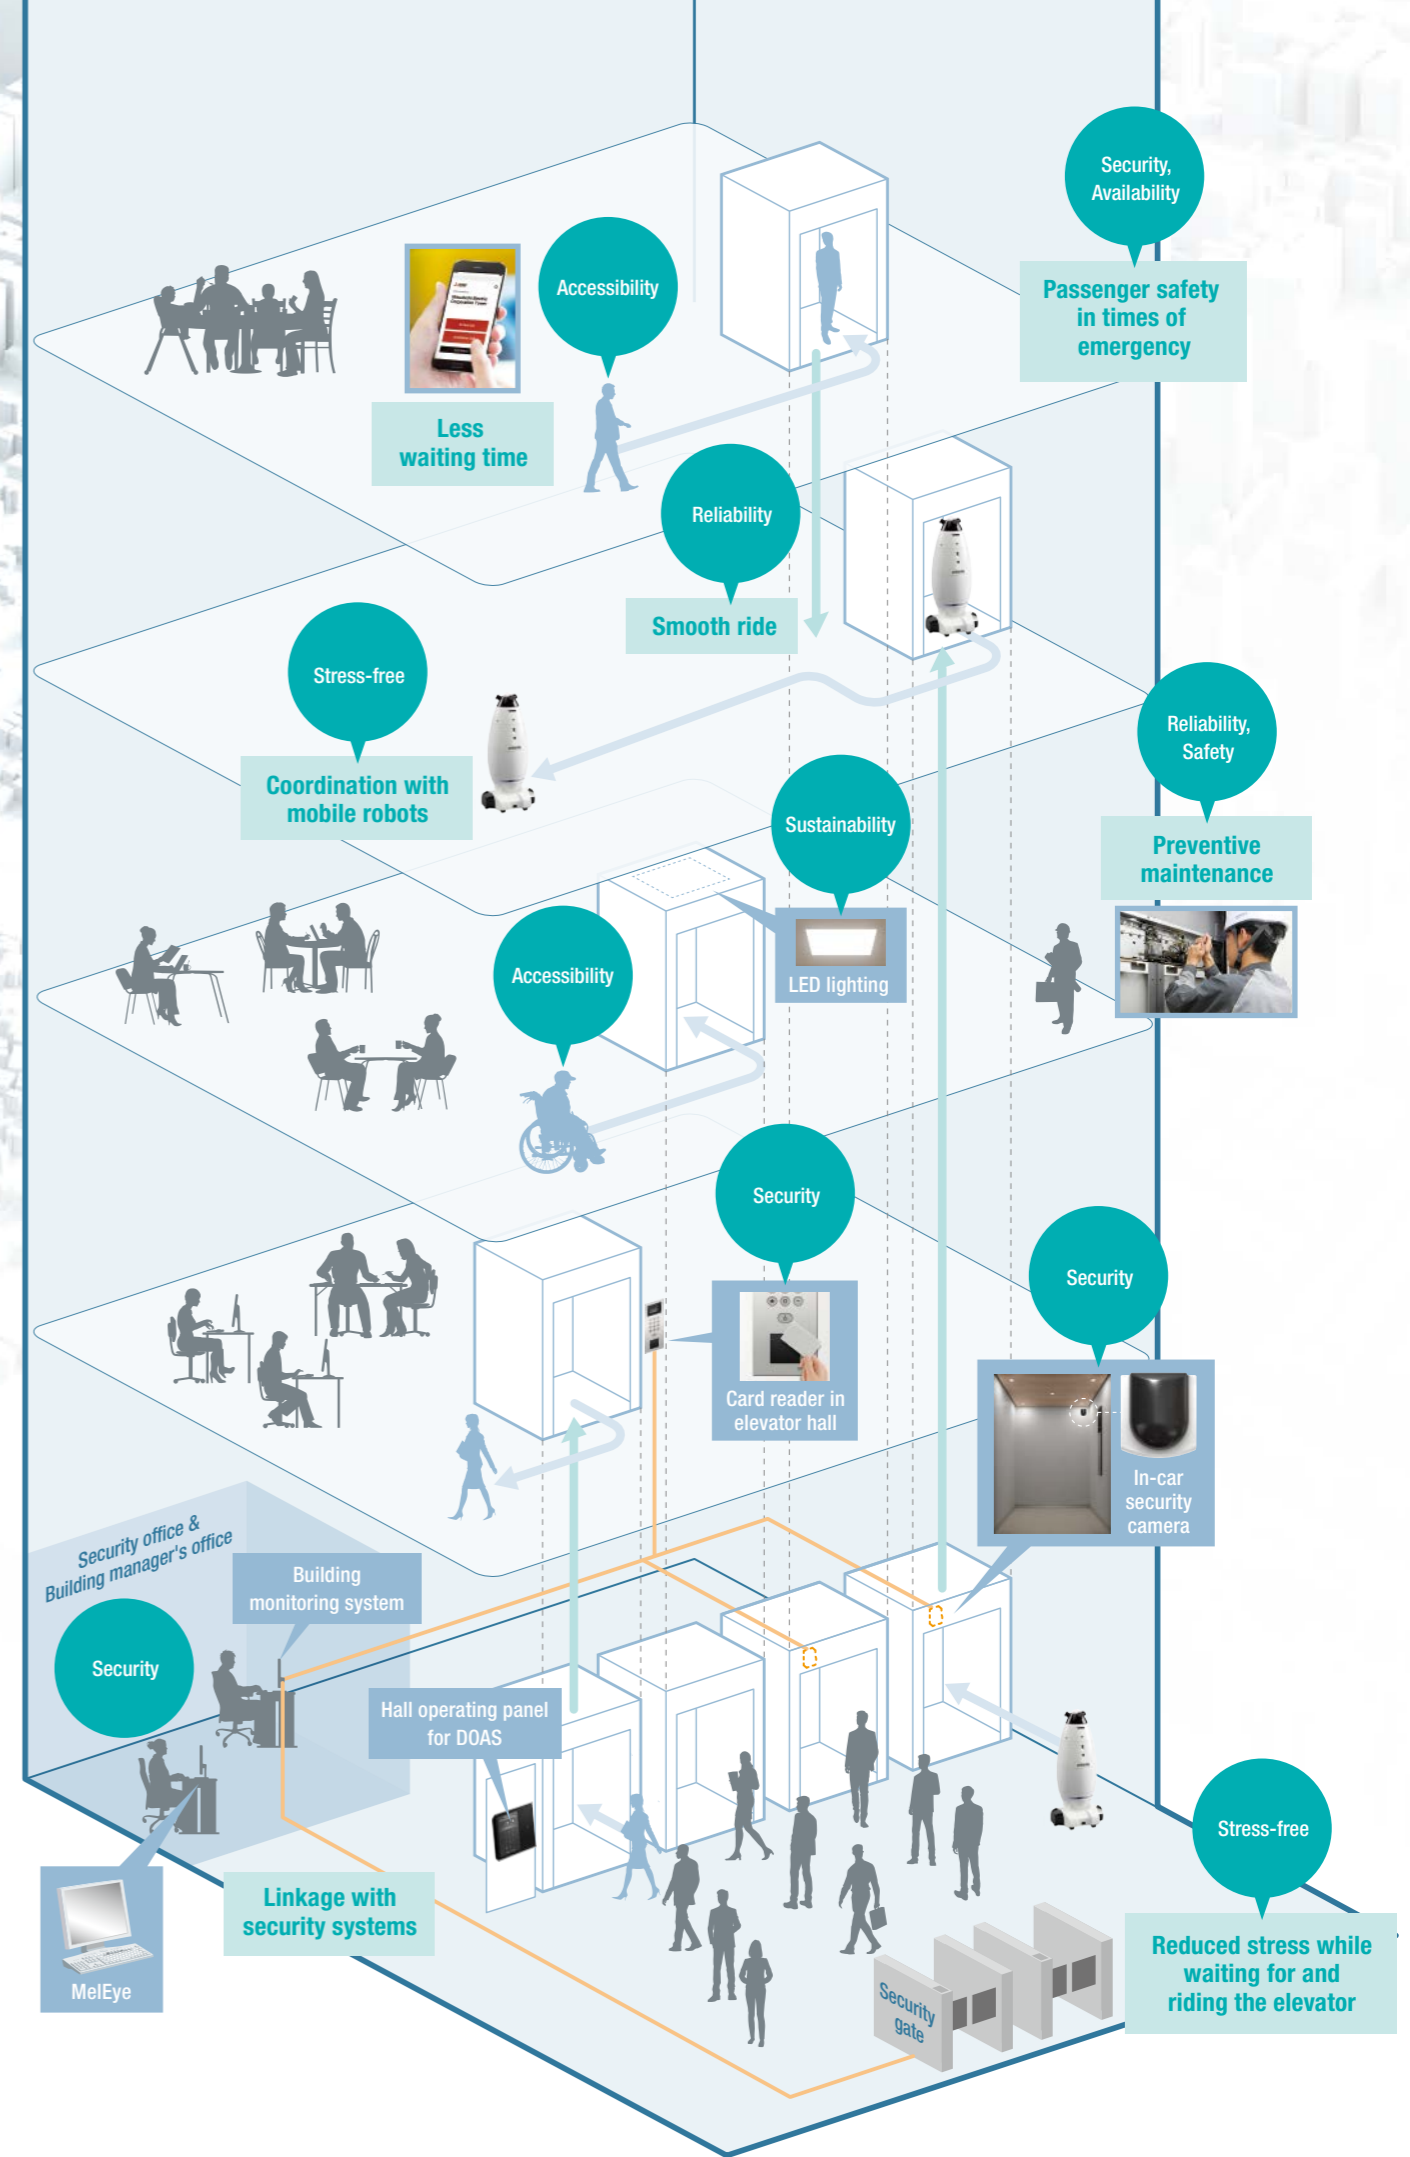 Security,
Availability
Passenger safety
in times of
emergency
Accessibility
Less
waiting time
Reliability
Smooth ride
Stress-free
Coordination with
mobile robots
Reliability,
Safety
Preventive
maintenance
Sustainability
LED lighting
Accessibility
Security
Card reader in
elevator hall
Security
In-car
security
camera
Security office &
Building manager's office
Building
monitoring system
Security
Hall operating panel
for DOAS
MelEye
Linkage with
security systems
Stress-free
Reduced stress while
waiting for and
riding the elevator
Security
gate